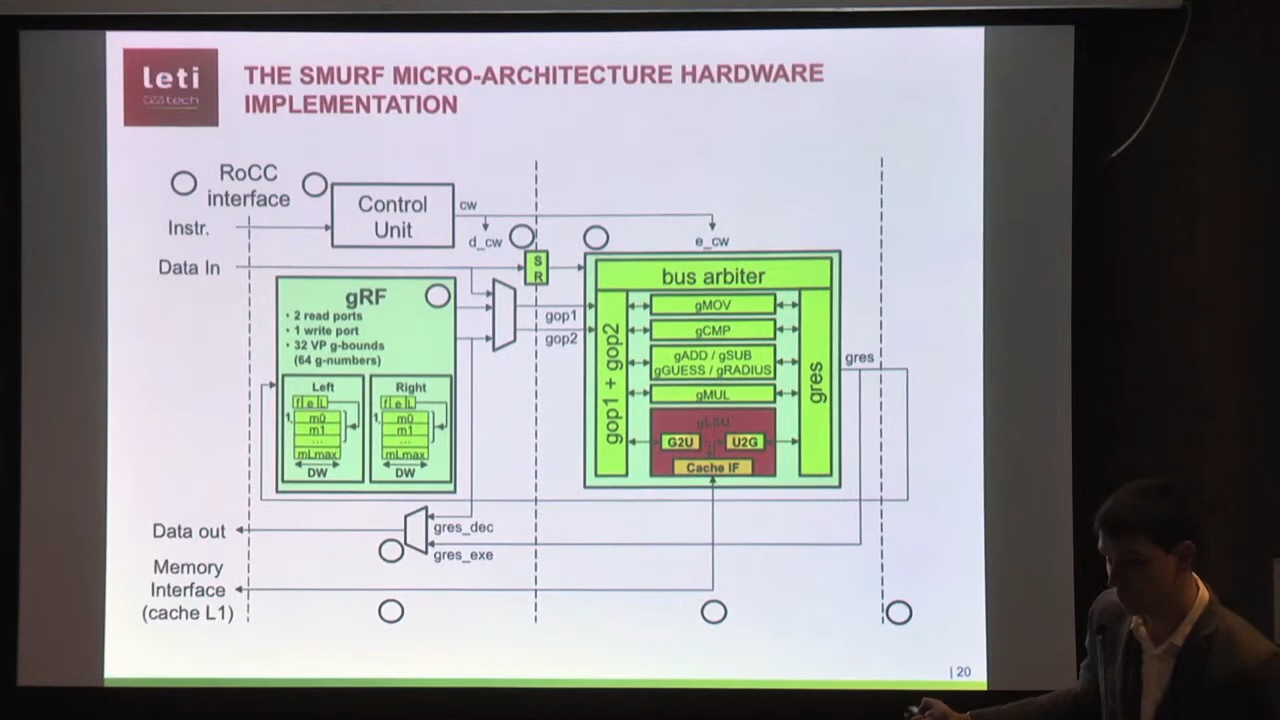 leti
ceatech
THE SMURF MICRO-ARCHITECTURE HARDWARE
IMPLEMENTATION
RoCC
interface
Instr.
Data In
Control
Unit
cw
d_cw
e_cw
S
R
gRF
• 2 read ports
• 1 write port
• 32 VP g-bounds
(64 g-numbers)
Left
f e L
m0
m1
...
mLmax
DW
Right
f e L
m0
m1
...
mLmax
DW
gop1
gop2
bus arbiter
gop1 + gop2
gMOV
gCMP
gADD / gSUB
gGUESS / gRADIUS
gMUL
gLSU
G2U
U2G
Cache IF
gres
gres
gres_dec
gres_exe
Data out
Memory
Interface
(cache L1)
| 20